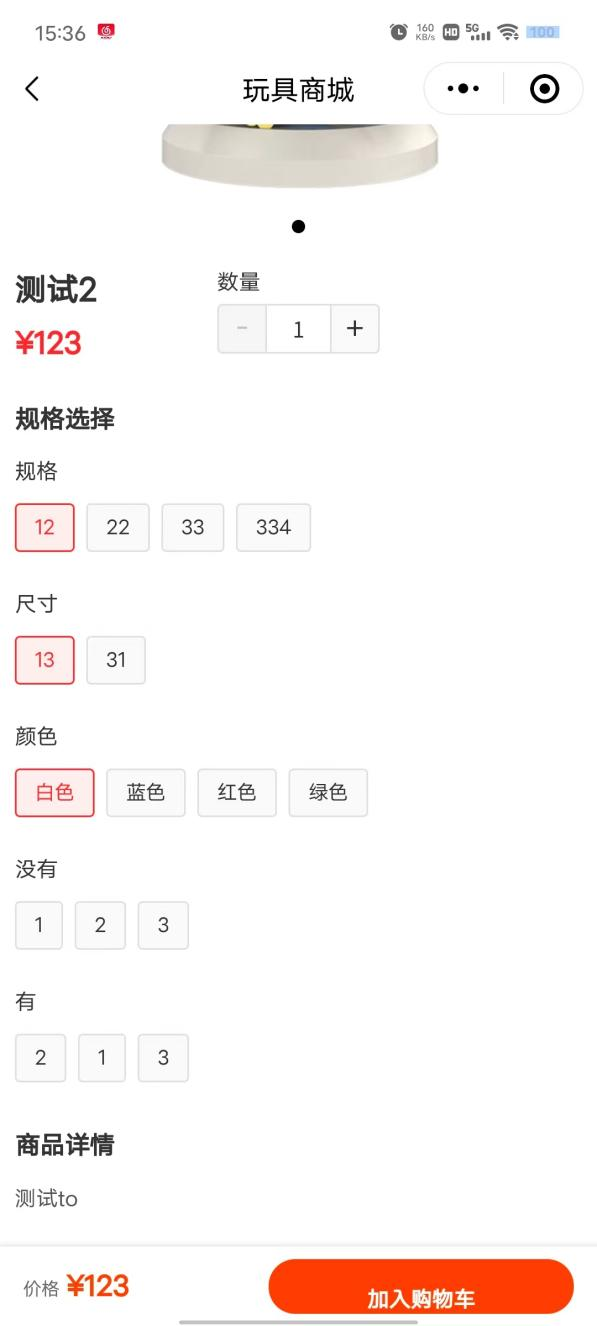 15:36
160 KB/s HD 5G 100
玩具商城
测试2
数量
¥123
- 1 +
规格选择
规格
12 22 33 334
尺寸
13 31
颜色
白色 蓝色 红色 绿色
没有
1 2 3
有
2 1 3
商品详情
测试to
价格 ¥123
加入购物车